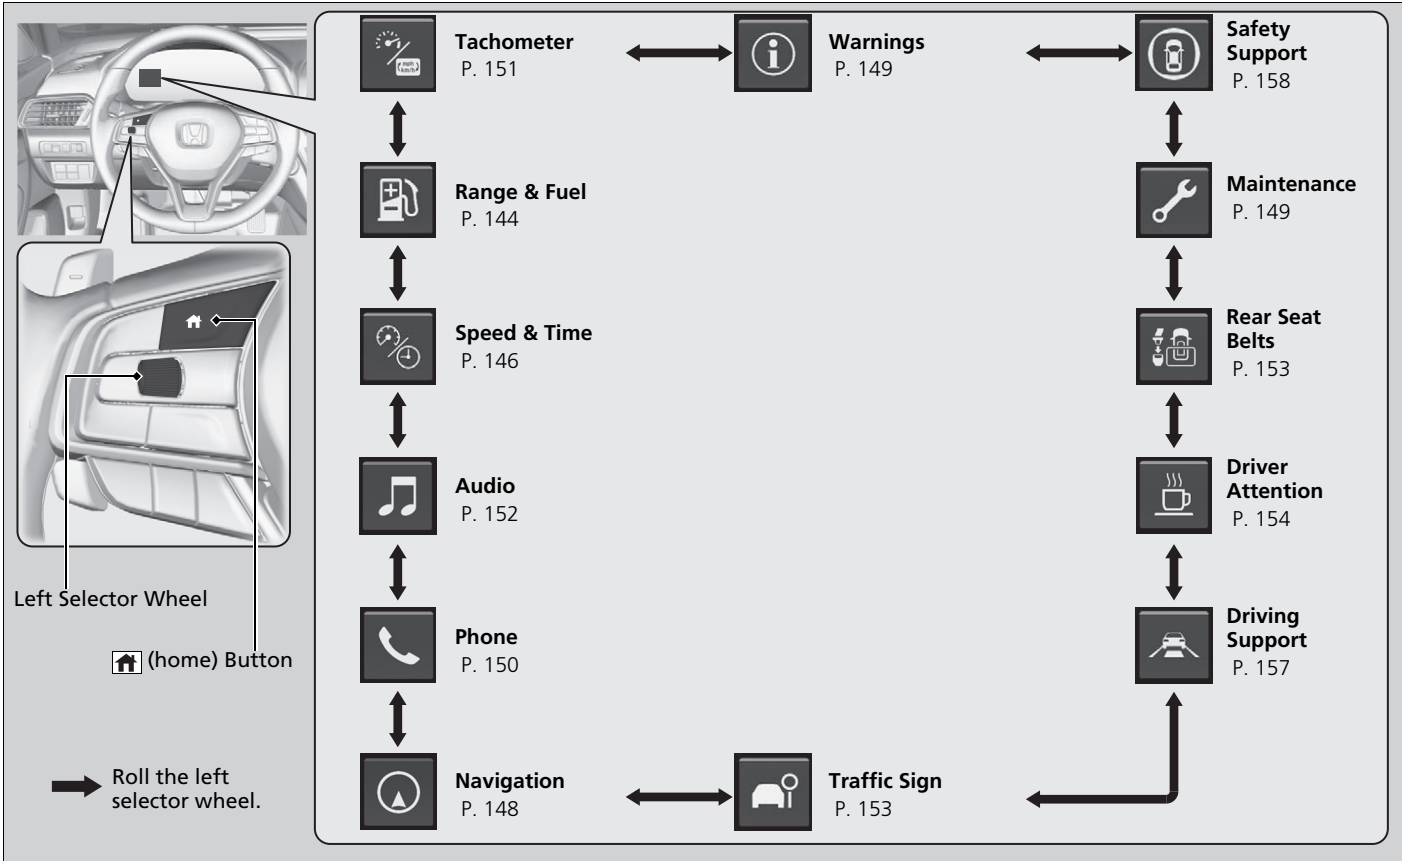 Tachometer
P. 151
Warnings
P. 149
Safety
Support
P. 158
mph
km/h
Range & Fuel
P. 144
Maintenance
P. 149
Speed & Time
P. 146
Rear Seat
Belts
P. 153
Audio
P. 152
Driver
Attention
P. 154
Phone
P. 150
Driving
Support
P. 157
Navigation
P. 148
Traffic Sign
P. 153
Left Selector Wheel
(home) Button
Roll the left
selector wheel.